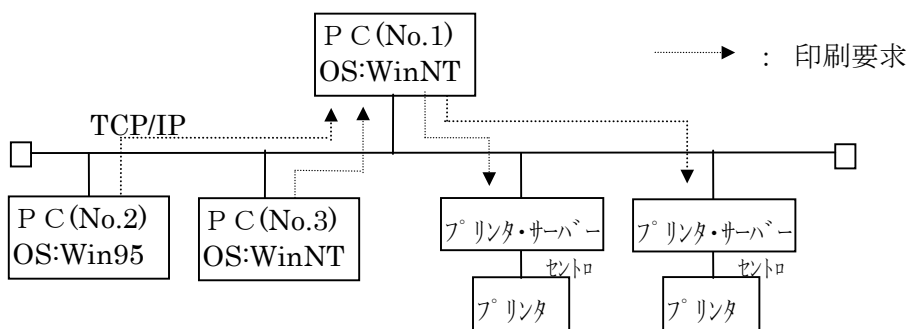 ＰＣ(No.1)
OS:WinNT
： 印刷要求
TCP/IP
ＰＣ(No.2)
OS:Win95
ＰＣ(No.3)
OS:WinNT
ﾌﾟﾘﾝﾀ・ｻｰﾊﾞｰ
ﾌﾟﾘﾝﾀ・ｻｰﾊﾞｰ
ｾﾝﾄﾛ
ｾﾝﾄﾛ
ﾌﾟﾘﾝﾀ
ﾌﾟﾘﾝﾀ